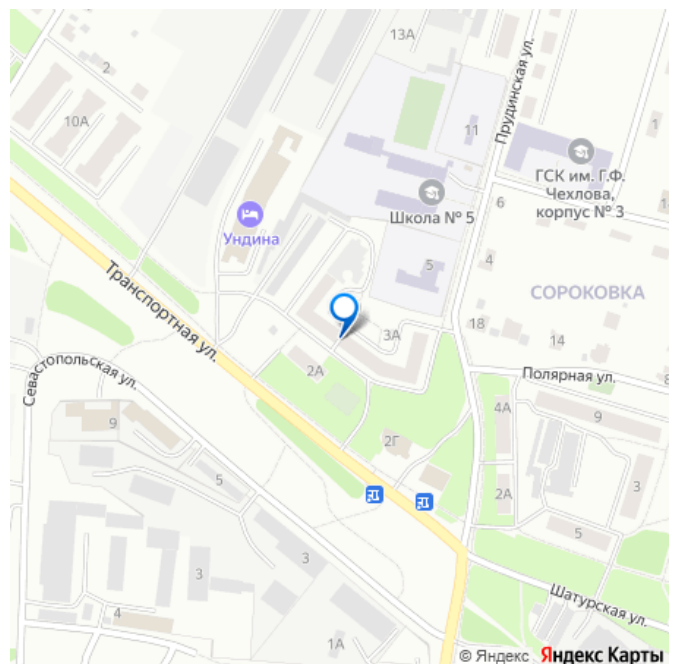 13А
2
10А
11
Прудинская ул.
1
ГСК им. Г.Ф.
Чехлова,
корпус № 3
Школа № 5
6
Ундина
5
4
СОРОКОВКА
Транспортная ул.
3А
18
14
2А
Полярная ул.
8
Севастопольская ул.
4А
9
9
2Г
5
2А
3
5
3
3
Шатурская ул.
4
1А
© Яндекс Яндекс Карты